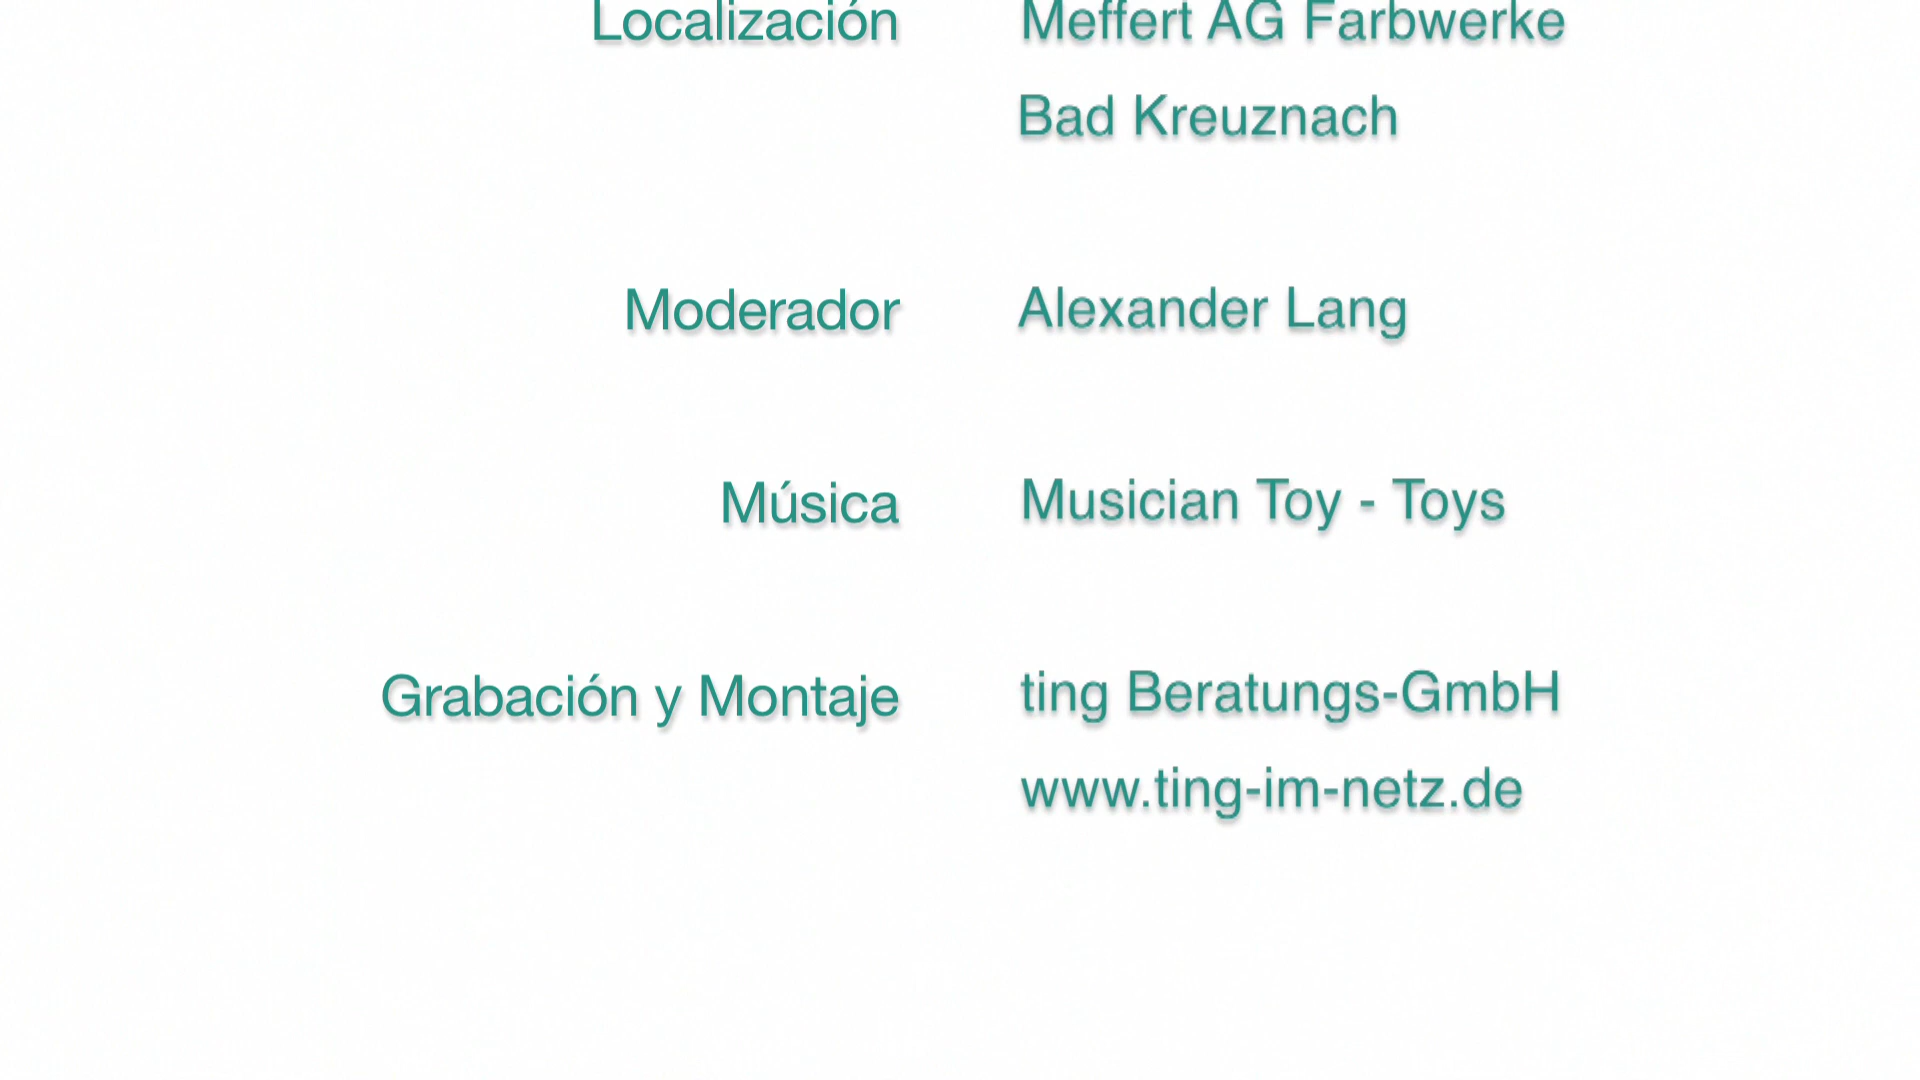 Localización Meffert AG Farbwerke
Bad Kreuznach
Moderador Alexander Lang
Música Musician Toy - Toys
Grabación y Montaje ting Beratungs-GmbH
www.ting-im-netz.de